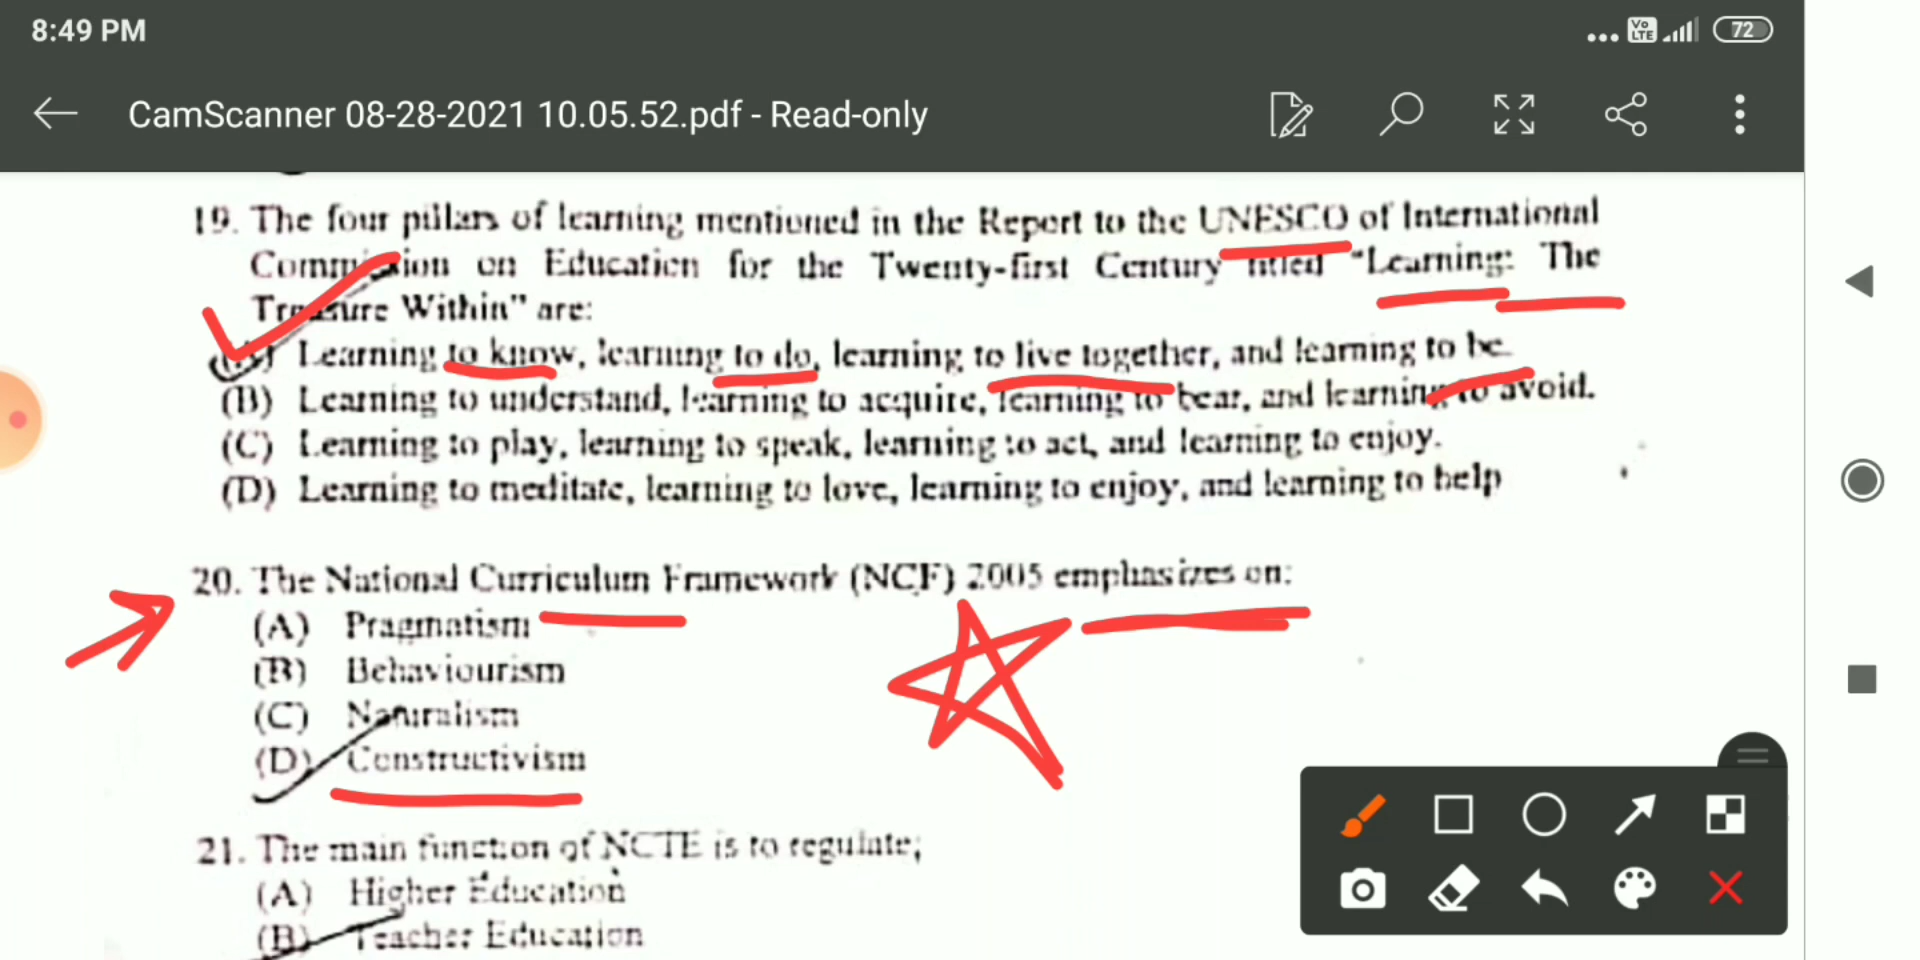 8:49 PM
Vo LTE 72
CamScanner 08-28-2021 10.05.52.pdf - Read-only
19. The four pillars of learning mentioned in the Report to the UNESCO of International
Commission on Education for the Twenty-first Century titled "Learning: The
Treasure Within" are:
Learning to know, learning to do, learning to live together, and learning to be.
(B) Learning to understand, learning to acquire, learning to bear, and learning to avoid.
(C) Learning to play, learning to speak, learning to act, and learning to enjoy.
(D) Learning to meditate, learning to love, learning to enjoy, and learning to help
20. The National Curriculum Framework (NCF) 2005 emphasizes on:
(A) Pragmatism
(B) Behaviourism
(C) Naturalism
(D) Constructivism
21. The main function of NCTE is to regulate;
(A) Higher Education
(B) Teacher Education